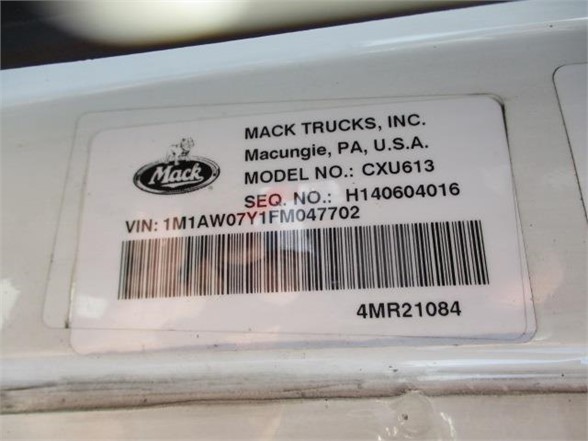 Mack
MACK TRUCKS, INC.
Macungie, PA, U.S.A.
MODEL NO.: CXU613
SEQ. NO.: H140604016
VIN: 1M1AW07Y1FM047702
4MR21084